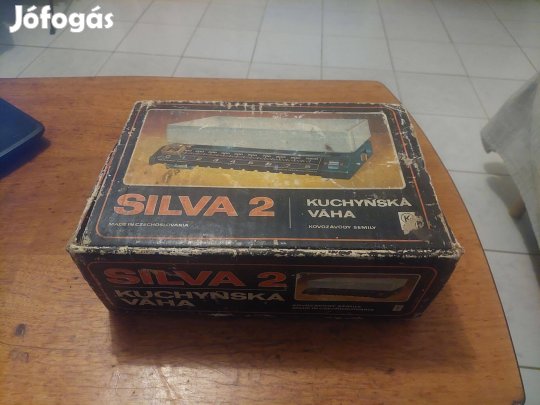 Jófogás
SILVA 2
MADE IN CZECHOSLOVAKIA
KUCHYŇSKÁ
VÁHA
KOVOZÁVODY SEMILY
SILVA 2
KUCHYŇSKÁ
VÁHA